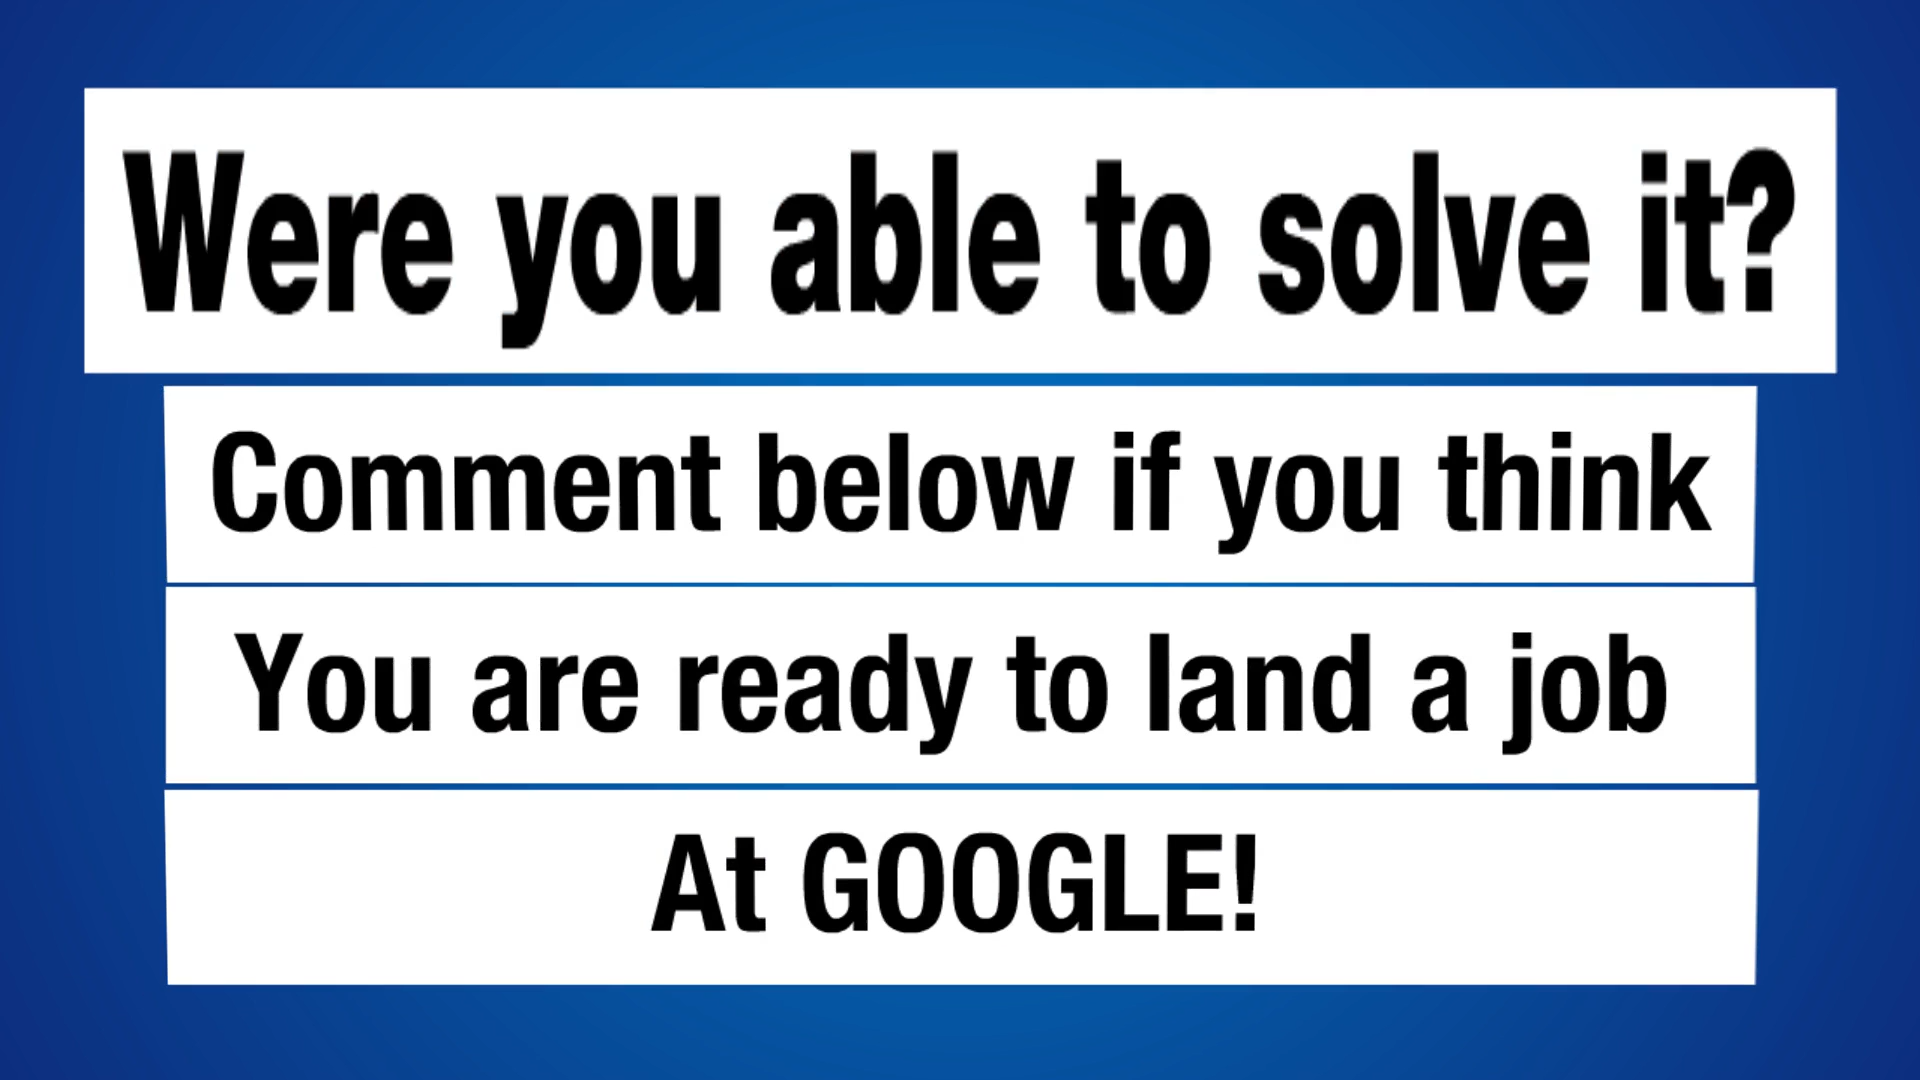 Were you able to solve it?
Comment below if you think
You are ready to land a job
At GOOGLE!